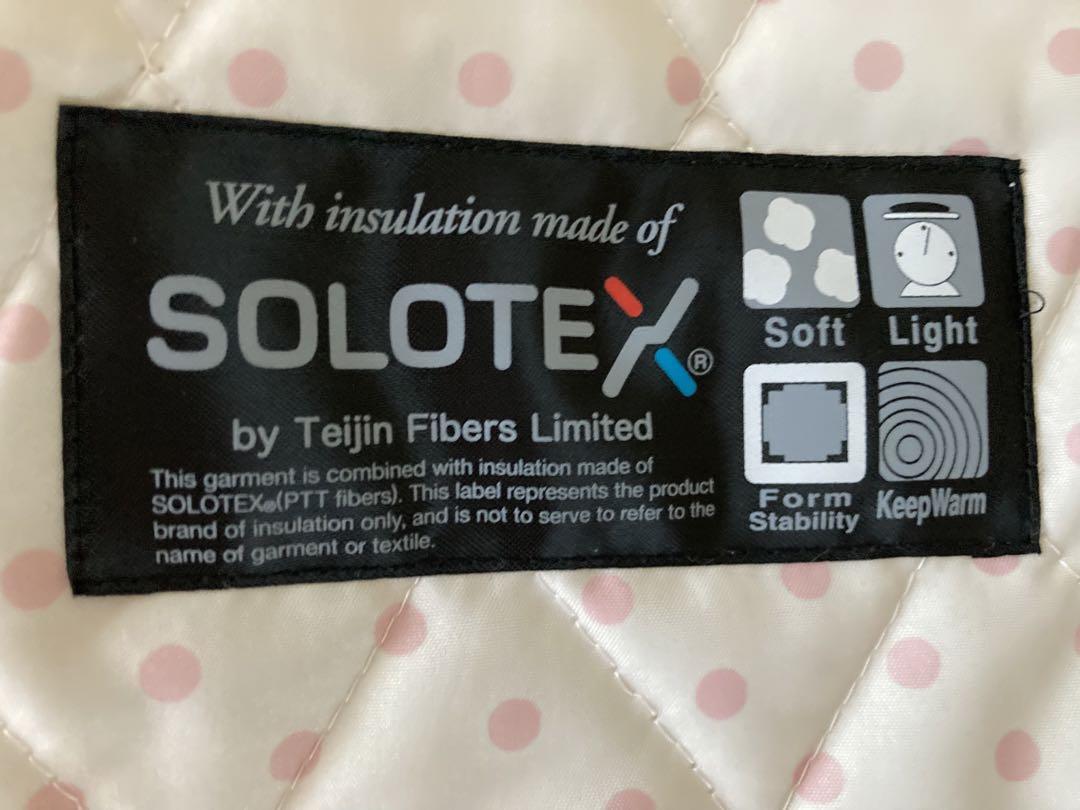 With insulation made of
SOLOTEX®
by Teijin Fibers Limited
This garment is combined with insulation made of
SOLOTEX®(PTT fibers). This label represents the product
brand of insulation only, and is not to serve to refer to the
name of garment or textile.
Soft
Light
Form
Stability
KeepWarm